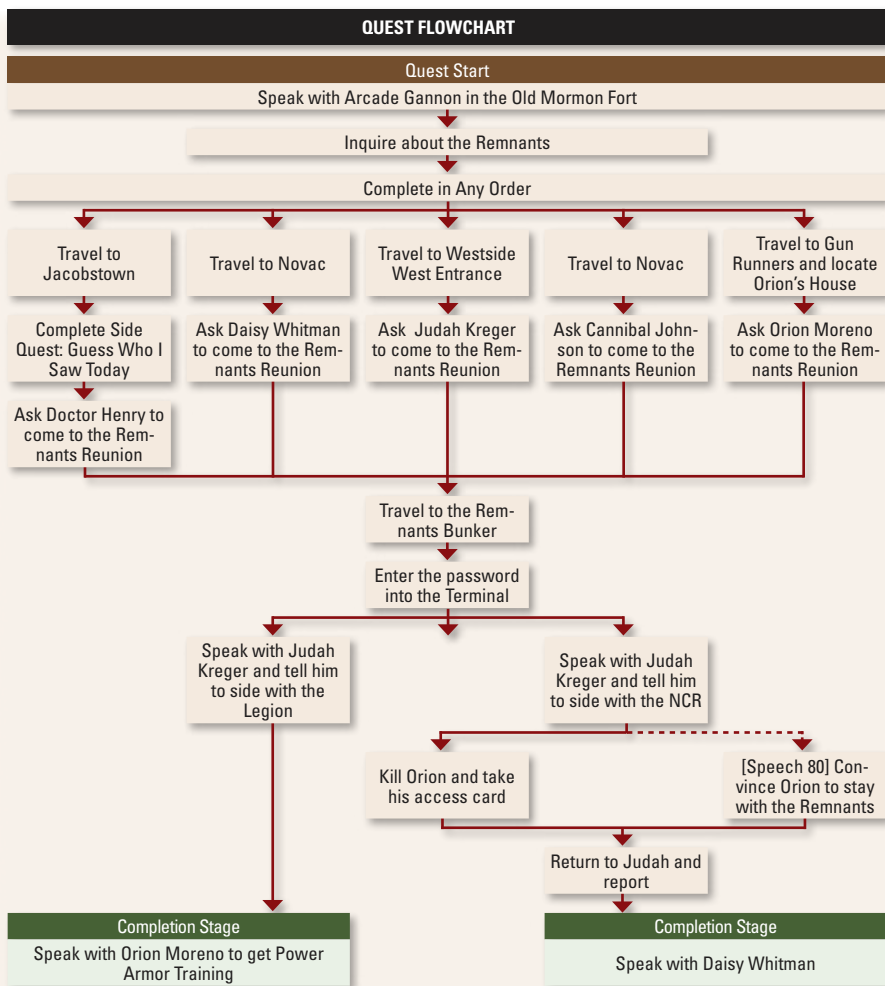 QUEST FLOWCHART
Quest Start
Speak with Arcade Gannon in the Old Mormon Fort
Inquire about the Remnants
Complete in Any Order
Travel to
Jacobstown
Travel to Novac
Travel to Westside
West Entrance
Travel to Novac
Travel to Gun
Runners and locate
Orion's House
Complete Side
Quest: Guess Who I
Saw Today
Ask Daisy Whitman
to come to the Rem-
nants Reunion
Ask Judah Kreger
to come to the Rem-
nants Reunion
Ask Cannibal John-
son to come to the
Remnants Reunion
Ask Orion Moreno
to come to the Rem-
nants Reunion
Ask Doctor Henry to
come to the Rem-
nants Reunion
Travel to the Rem-
nants Bunker
Enter the password
into the Terminal
Speak with Judah
Kreger and tell him
to side with the
Legion
Speak with Judah
Kreger and tell him
to side with the NCR
Kill Orion and take
his access card
[Speech 80] Con-
vince Orion to stay
with the Remnants
Return to Judah and
report
Completion Stage
Speak with Orion Moreno to get Power
Armor Training
Completion Stage
Speak with Daisy Whitman